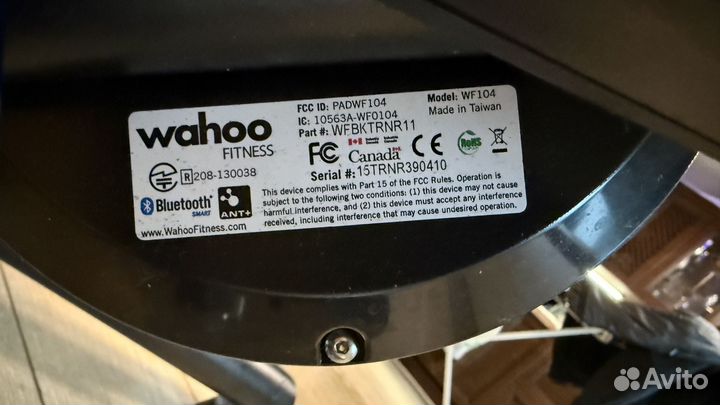 wahoo
FITNESS
FCC ID: PADWF104
IC: 10563A-WF0104
Part #: WFBKTRNR11
Model: WF104
Made in Taiwan
FC
Canada
CE
RoHS
R 208-130038
Serial #: 15TRNR390410
Bluetooth®
SMART
ANT+
www.WahooFitness.com
This device complies with Part 15 of the FCC Rules. Operation is
subject to the following two conditions: (1) this device may not cause
harmful interference, and (2) this device must accept any interference
received, including interference that may cause undesired operation.
Avito